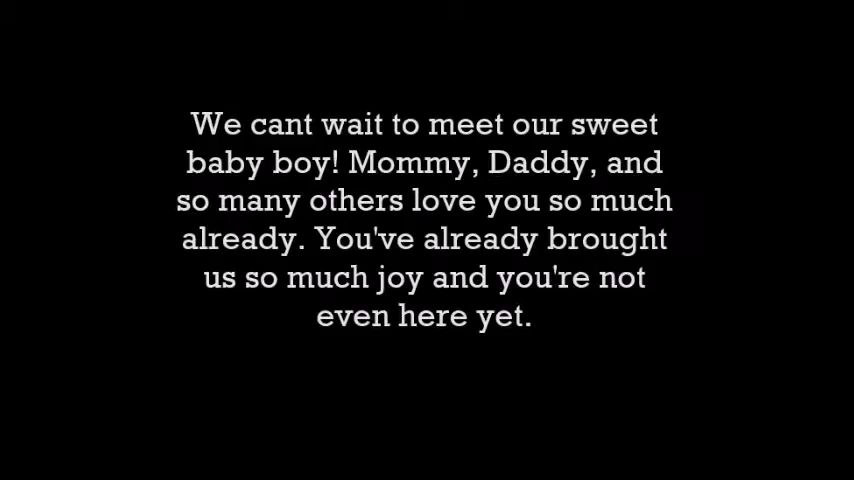 We cant wait to meet our sweet
baby boy! Mommy, Daddy, and
so many others love you so much
already. You've already brought
us so much joy and you're not
even here yet.